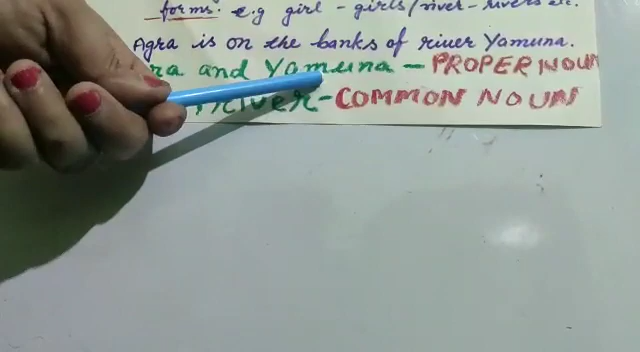 forms. e.g girl - girls/river - rivers etc.
Agra is on the banks of river Yamuna.
ra and Yamuna - PROPER NOUN
river - COMMON NOUN